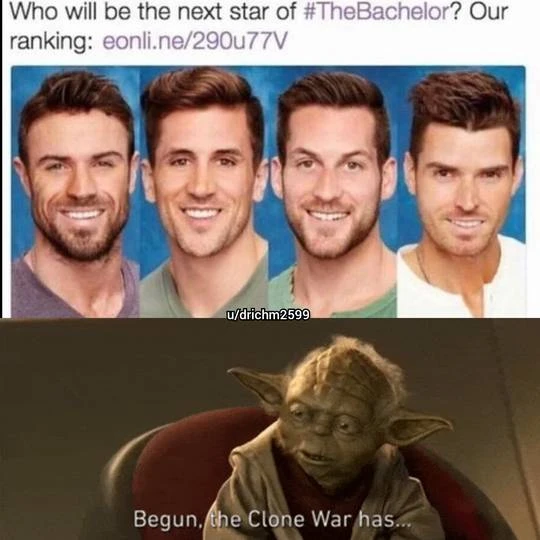 Who will be the next star of #TheBachelor? Our
ranking: eonli.ne/290u77V
u/drichm2599
Begun, the Clone War has...